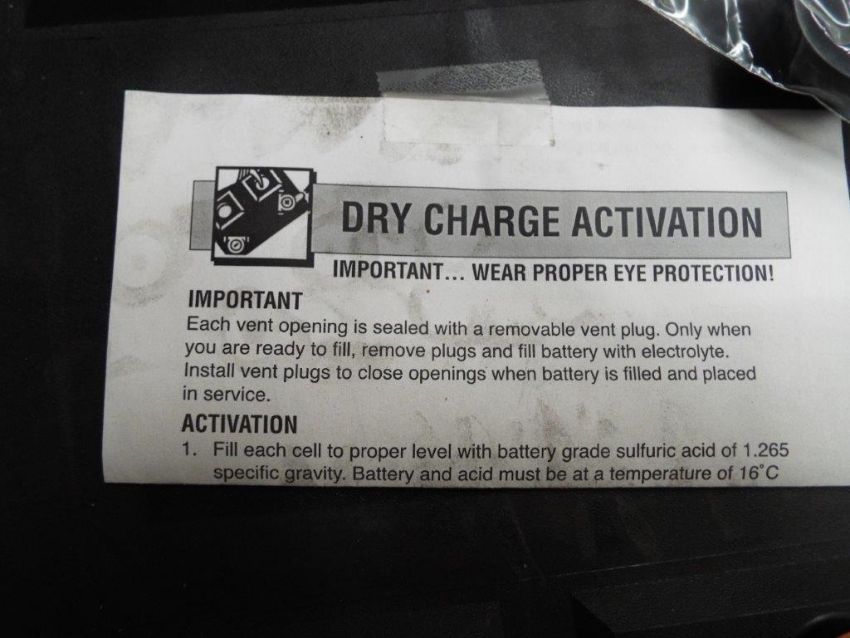 DRY CHARGE ACTIVATION
IMPORTANT... WEAR PROPER EYE PROTECTION!
IMPORTANT
Each vent opening is sealed with a removable vent plug. Only when
you are ready to fill, remove plugs and fill battery with electrolyte.
Install vent plugs to close openings when battery is filled and placed
in service.
ACTIVATION
1. Fill each cell to proper level with battery grade sulfuric acid of 1.265
specific gravity. Battery and acid must be at a temperature of 16°C